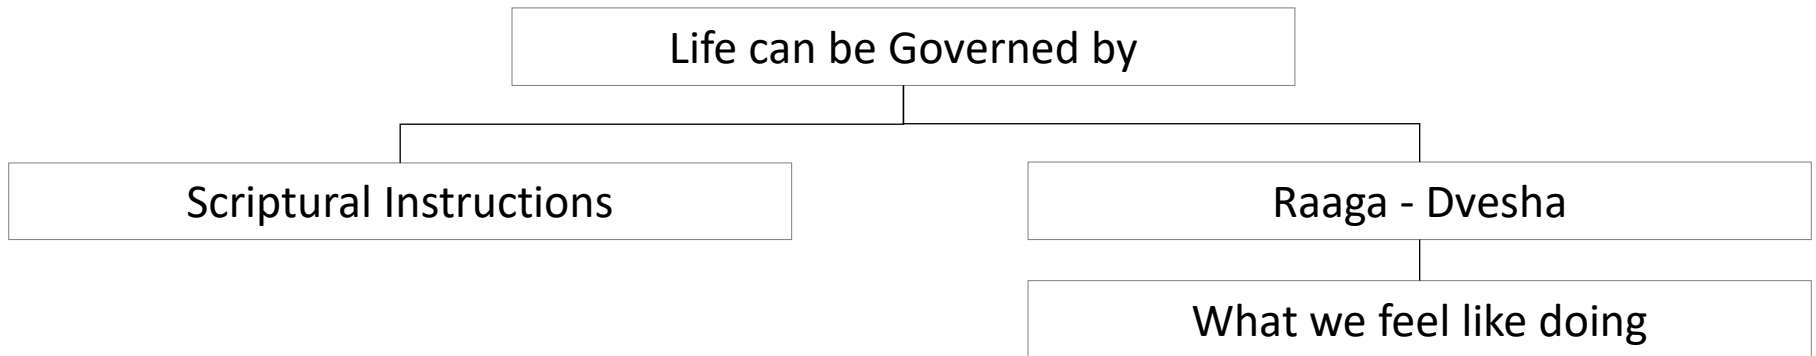 Life can be Governed by
Scriptural Instructions
Raaga - Dvesha
What we feel like doing